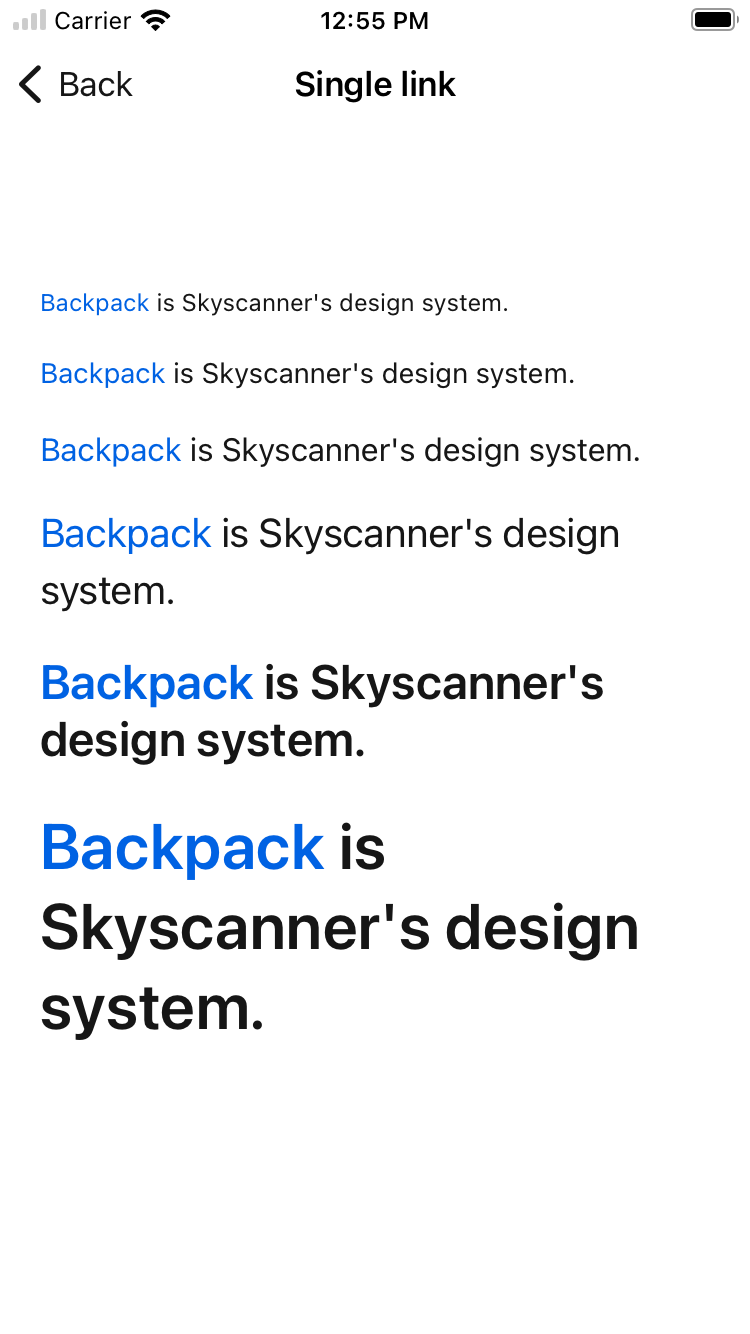 Carrier 12:55 PM
Back Single link
Backpack is Skyscanner's design system.
Backpack is Skyscanner's design system.
Backpack is Skyscanner's design system.
Backpack is Skyscanner's design
system.
Backpack is Skyscanner's
design system.
Backpack is
Skyscanner's design
system.